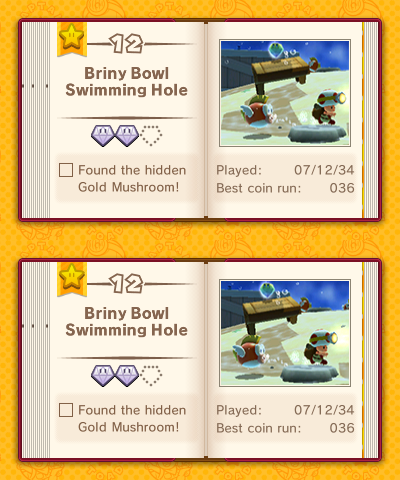 12
Briny Bowl
Swimming Hole
Found the hidden
Gold Mushroom!
Played: 07/12/34
Best coin run: 036
12
Briny Bowl
Swimming Hole
Found the hidden
Gold Mushroom!
Played: 07/12/34
Best coin run: 036